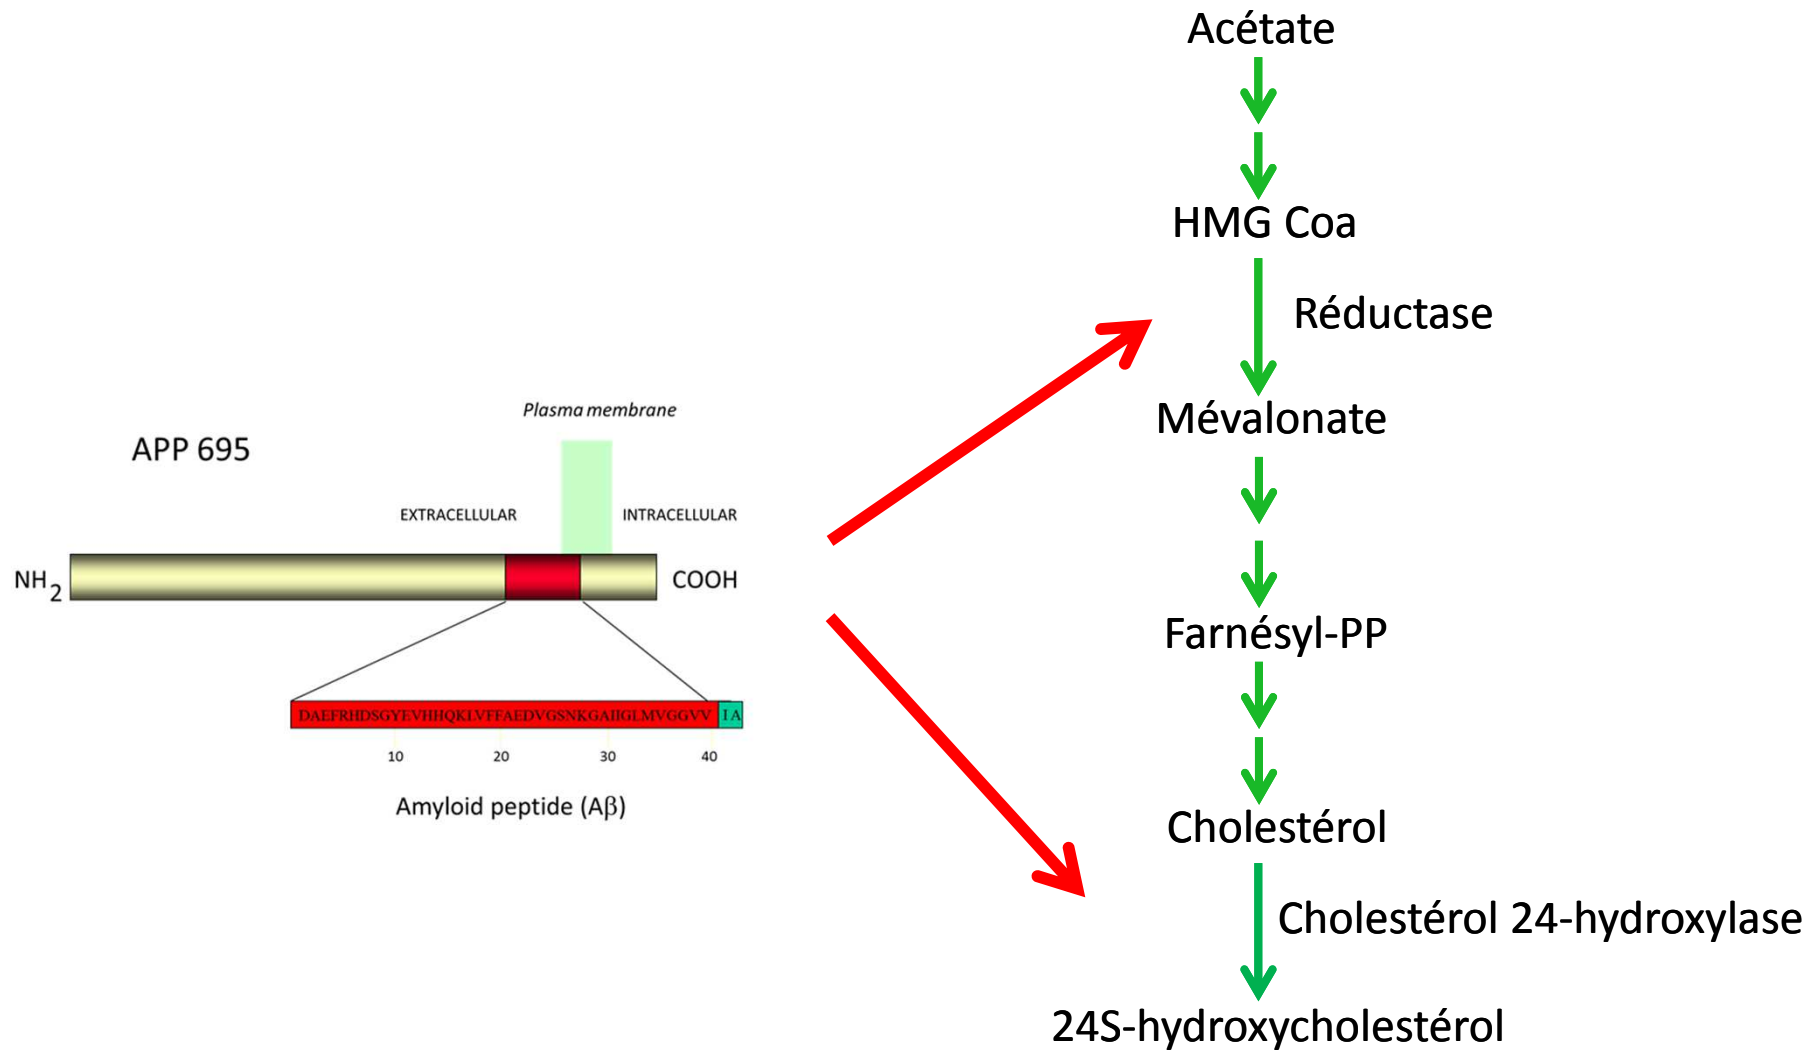 Acétate
HMG Coa
Réductase
Mévalonate
Farnésyl-PP
Cholestérol
Cholestérol 24-hydroxylase
24S-hydroxycholestérol
Plasma membrane
APP 695
EXTRACELLULAR
INTRACELLULAR
NH2
COOH
DAEFRHDSGYEVHHQKLVFFAEDVGSNKGAIIGLMVGGVV IA
10 20 30 40
Amyloid peptide (Aβ)